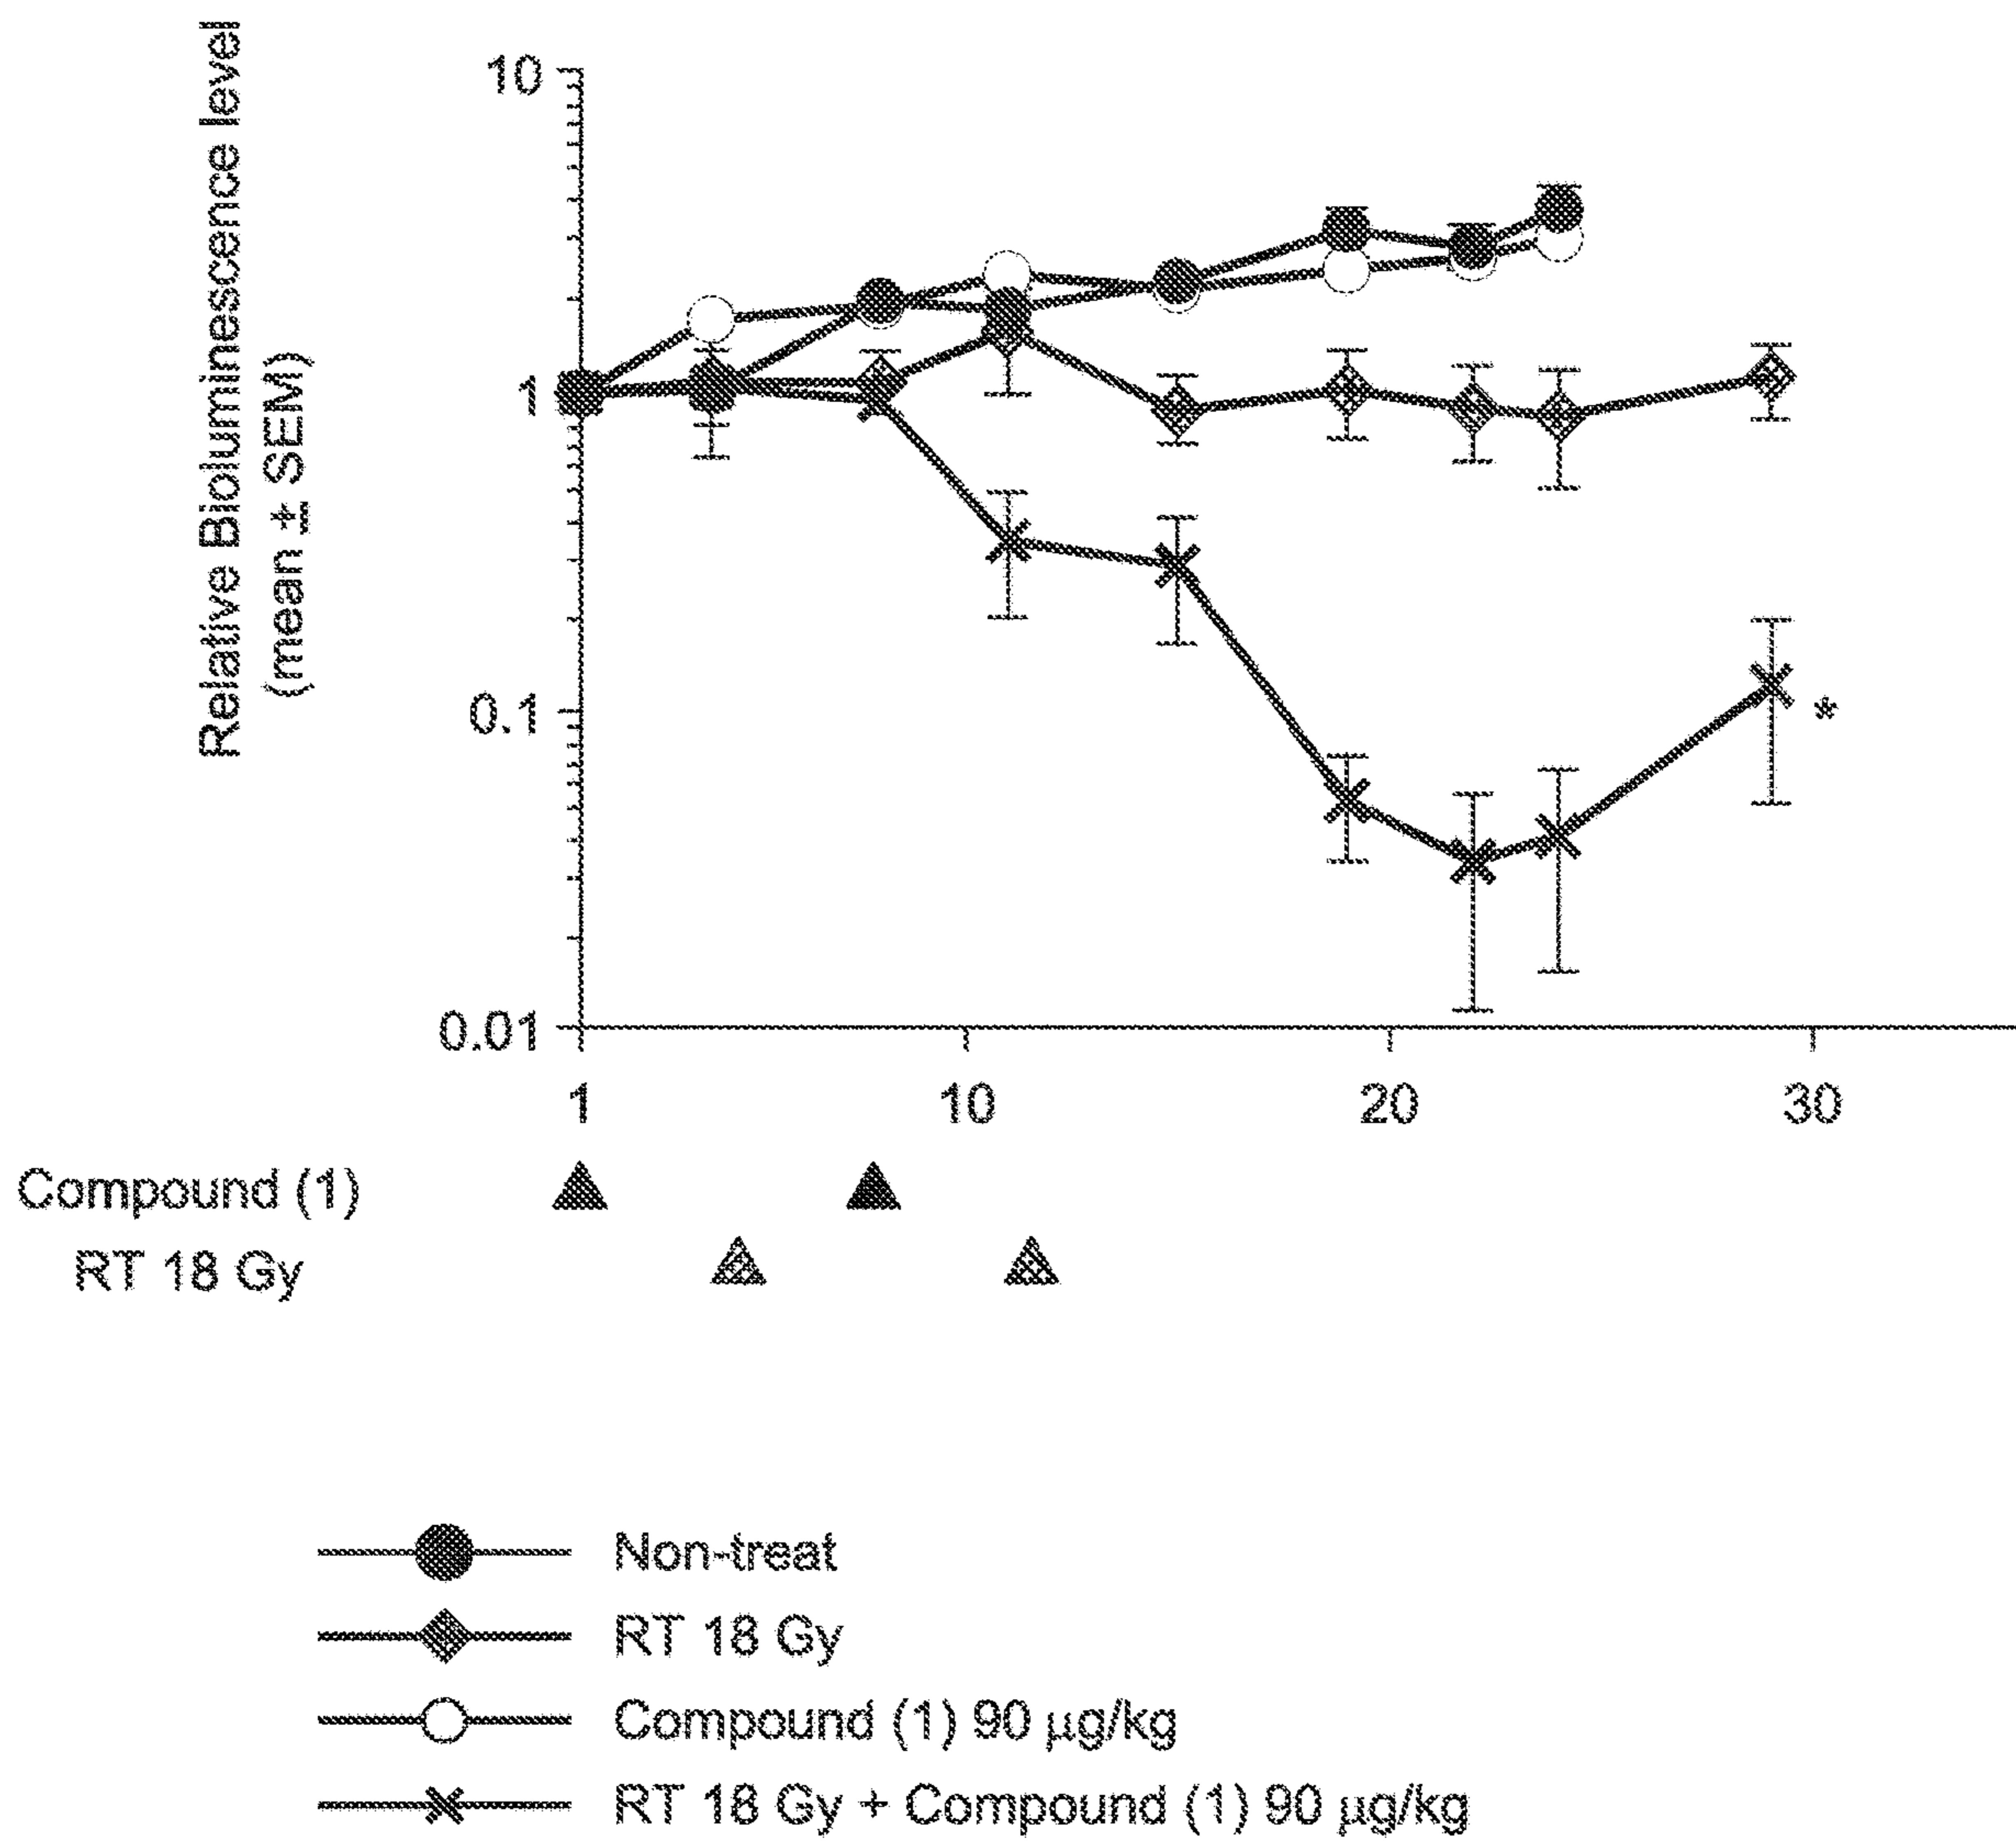 Relative Bioluminescence level
(mean ± SEM)
10
1
0.1
0.01
*
1 10 20 30
Compound (1)
RT 18 Gy
Non-treat
RT 18 Gy
Compound (1) 90 µg/kg
RT 18 Gy + Compound (1) 90 µg/kg